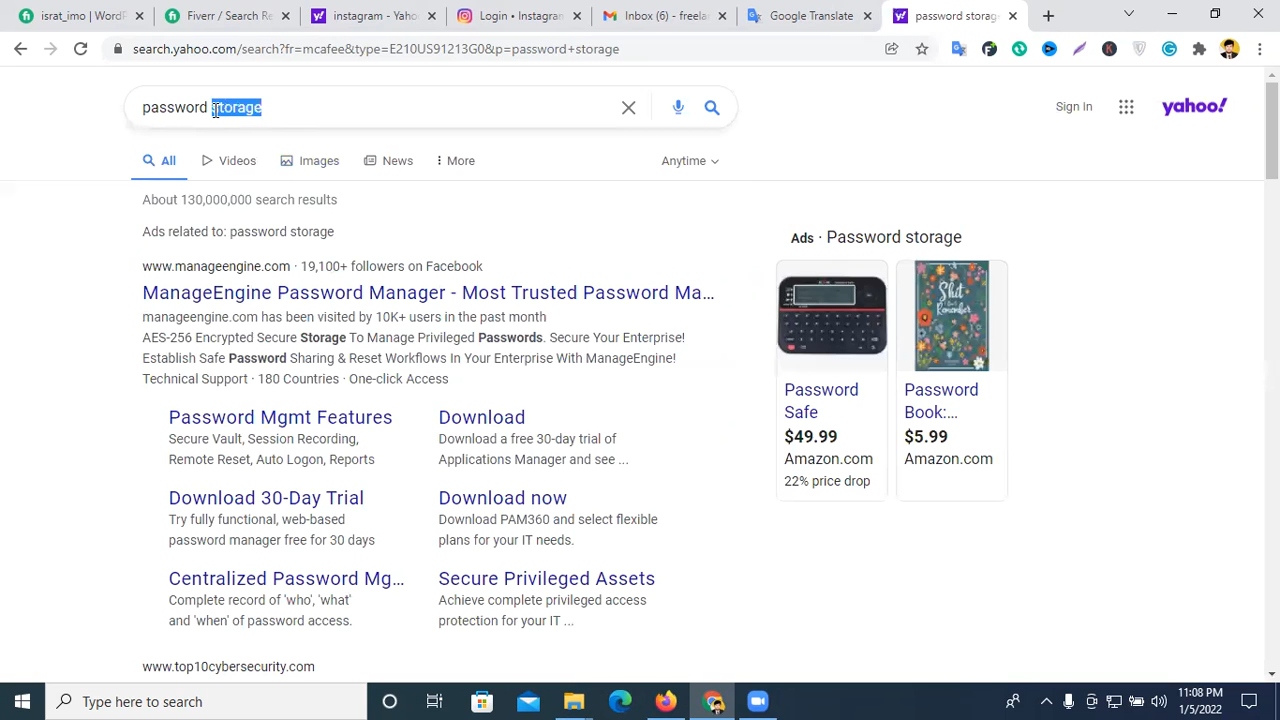 israt_imo | WordP
Fiverr / Search Re
instagram - Yaho
Login • Instagram
Inbox (6) - freela
Google Translate
password storag
search.yahoo.com/search?fr=mcafee&type=E210US91213G0&p=password+storage
password storage
Sign In
yahoo!
All
Videos
Images
News
More
Anytime
About 130,000,000 search results
Ads related to: password storage
www.manageengine.com · 19,100+ followers on Facebook
ManageEngine Password Manager - Most Trusted Password Ma...
manageengine.com has been visited by 10K+ users in the past month
AES-256 Encrypted Secure Storage To Manage Privileged Passwords. Secure Your Enterprise!
Establish Safe Password Sharing & Reset Workflows In Your Enterprise With ManageEngine!
Technical Support · 180 Countries · One-click Access
Password Mgmt Features
Secure Vault, Session Recording,
Remote Reset, Auto Logon, Reports
Download
Download a free 30-day trial of
Applications Manager and see ...
Download 30-Day Trial
Try fully functional, web-based
password manager free for 30 days
Download now
Download PAM360 and select flexible
plans for your IT needs.
Centralized Password Mg...
Complete record of 'who', 'what'
and 'when' of password access.
Secure Privileged Assets
Achieve complete privileged access
protection for your IT ...
www.top10cybersecurity.com
Ads · Password storage
Shit
Remember
Password
Safe
$49.99
Amazon.com
22% price drop
Password
Book:...
$5.99
Amazon.com
Type here to search
11:08 PM
1/5/2022